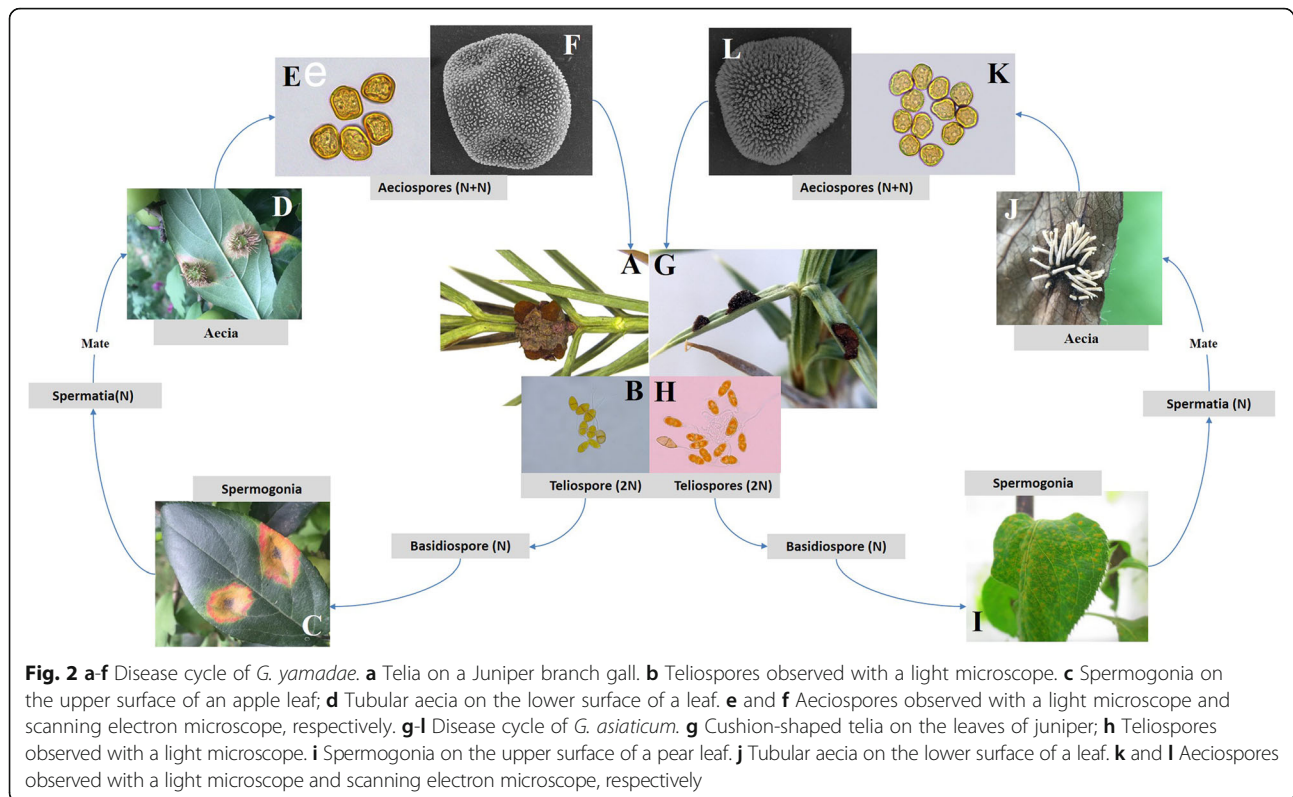 E e
F
L
K
Aeciospores (N+N)
Aeciospores (N+N)
D
J
A
G
Aecia
Aecia
Mate
Mate
Spermatia(N)
Spermatia (N)
B
H
Teliospore (2N)
Teliospores (2N)
Spermogonia
Spermogonia
Basidiospore (N)
Basidiospore (N)
C
I
Fig. 2 a-f Disease cycle of G. yamadae. a Telia on a Juniper branch gall. b Teliospores observed with a light microscope. c Spermogonia on
the upper surface of an apple leaf; d Tubular aecia on the lower surface of a leaf. e and f Aeciospores observed with a light microscope and
scanning electron microscope, respectively. g-l Disease cycle of G. asiaticum. g Cushion-shaped telia on the leaves of juniper; h Teliospores
observed with a light microscope. i Spermogonia on the upper surface of a pear leaf. j Tubular aecia on the lower surface of a leaf. k and l Aeciospores
observed with a light microscope and scanning electron microscope, respectively